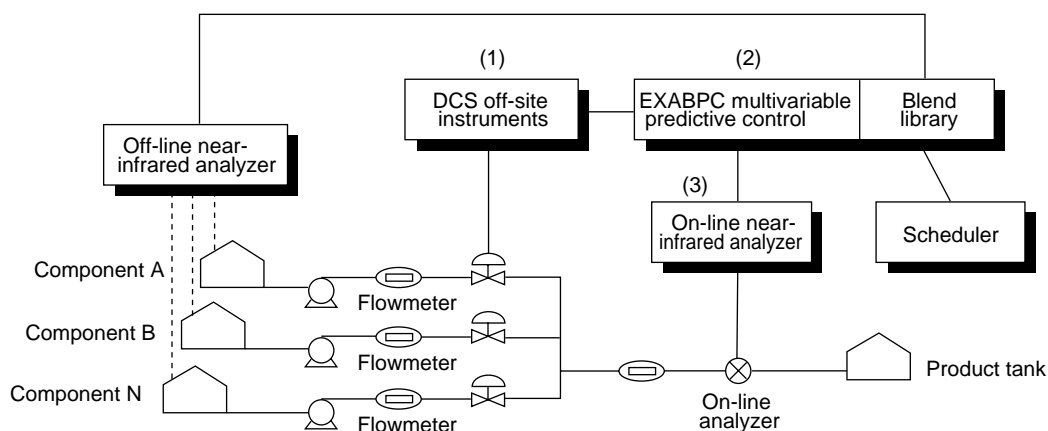 (1)
(2)
DCS off-site
instruments
EXABPC multivariable
predictive control
Blend
library
Off-line near-
infrared analyzer
(3)
On-line near-
infrared analyzer
Scheduler
Component A
Flowmeter
Component B
Flowmeter
Product tank
Component N
Flowmeter
On-line
analyzer